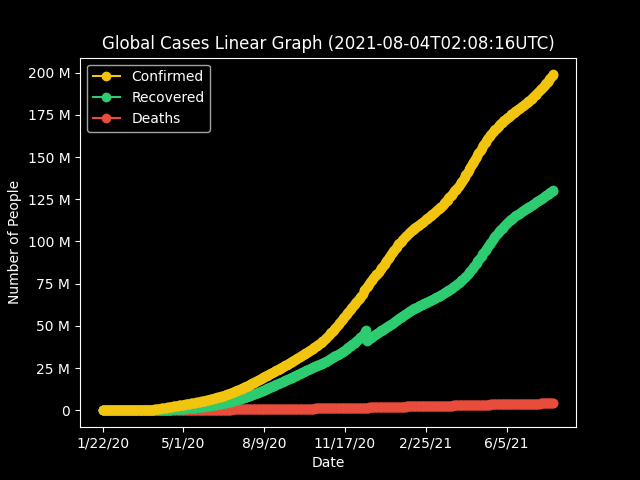 Global Cases Linear Graph (2021-08-04T02:08:16UTC)
Confirmed
Recovered
Deaths
Number of People
200 M
175 M
150 M
125 M
100 M
75 M
50 M
25 M
0
1/22/20 5/1/20 8/9/20 11/17/20 2/25/21 6/5/21
Date